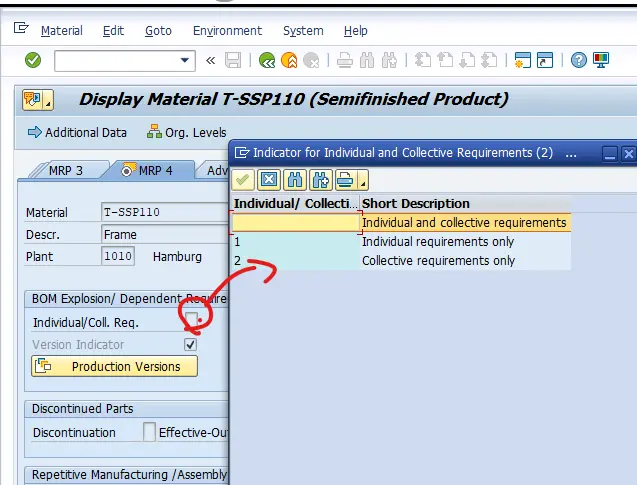 Material Edit Goto Environment System Help
«
?
Display Material T-SSP110 (Semifinished Product)
Additional Data Org. Levels
MRP 3 MRP 4 Adv
Indicator for Individual and Collective Requirements (2) ...
Individual/ Collecti... Short Description
Individual and collective requirements
1 Individual requirements only
2 Collective requirements only
Material T-SSP110
Descr. Frame
Plant 1010 Hamburg
BOM Explosion/ Dependent Require
Individual/Coll. Req.
Version Indicator
Production Versions
Discontinued Parts
Discontinuation Effective-Ou
Repetitive Manufacturing /Assembly